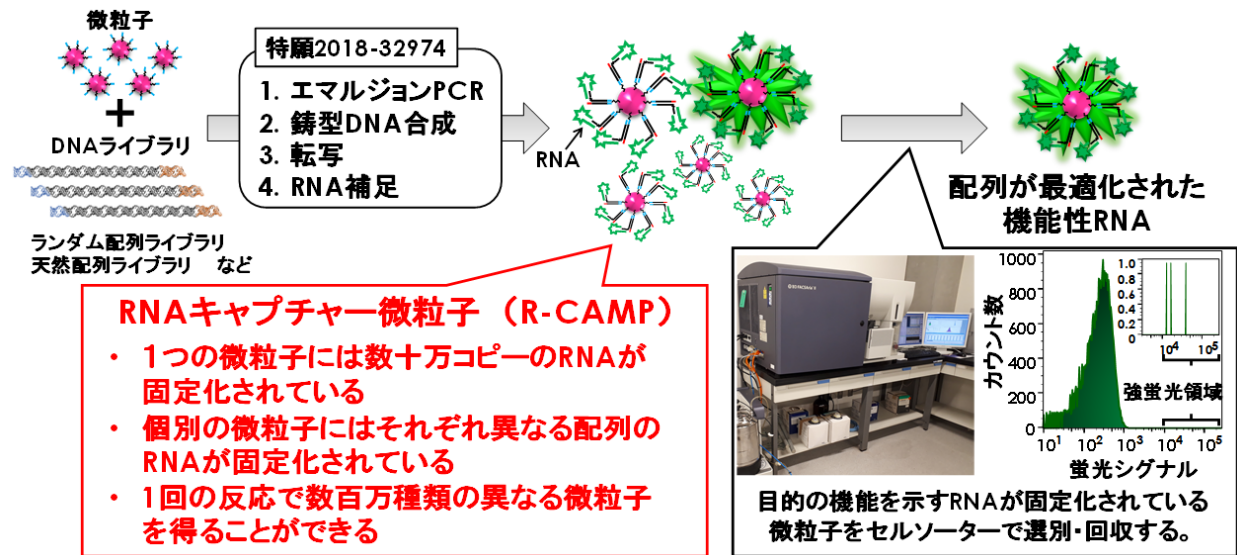 微粒子
+
DNAライブラリ
ランダム配列ライブラリ
天然配列ライブラリ など
特願2018-32974
1. エマルジョンPCR
2. 鋳型DNA合成
3. 転写
4. RNA補足
RNA
配列が最適化された
機能性RNA
RNAキャプチャー微粒子 (R-CAMP)
・ 1つの微粒子には数十万コピーのRNAが
固定化されている
・ 個別の微粒子にはそれぞれ異なる配列の
RNAが固定化されている
・ 1回の反応で数百万種類の異なる微粒子
を得ることができる
カウント数
1000
800
600
400
200
0
10¹ 10² 10³ 10⁴ 10⁵
蛍光シグナル
1.0
0.8
0.6
0.4
0.2
0
10⁴ 10⁵
強蛍光領域
目的の機能を示すRNAが固定化されている
微粒子をセルソーターで選別・回収する。